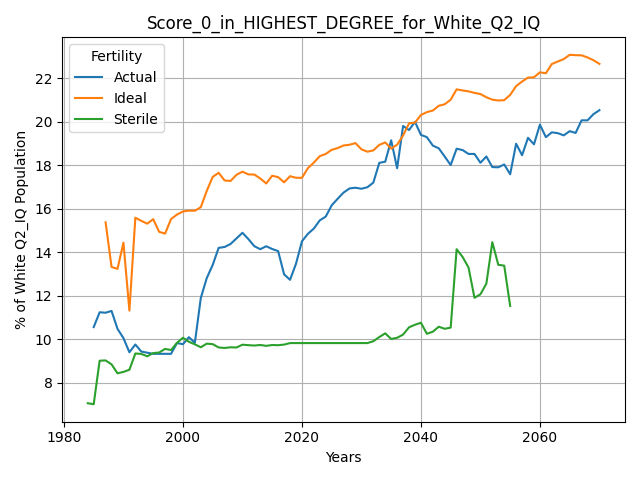 Score_0_in_HIGHEST_DEGREE_for_White_Q2_IQ
Fertility
Actual
Ideal
Sterile
% of White Q2_IQ Population
22
20
18
16
14
12
10
8
1980
2000
2020
2040
2060
Years